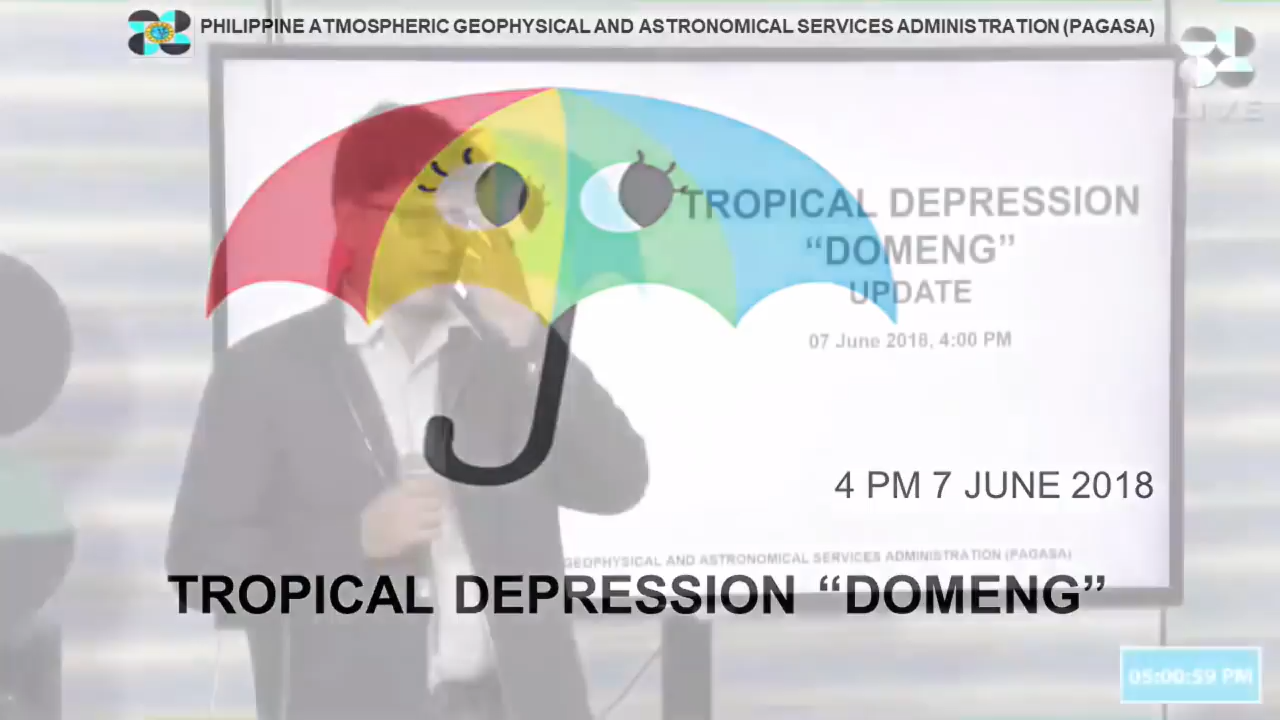 PHILIPPINE ATMOSPHERIC GEOPHYSICAL AND ASTRONOMICAL SERVICES ADMINISTRATION (PAGASA)
LIVE
TROPICAL DEPRESSION
“DOMENG”
UPDATE
07 June 2018, 4:00 PM
4 PM 7 JUNE 2018
GEOPHYSICAL AND ASTRONOMICAL SERVICES ADMINISTRATION (PAGASA)
TROPICAL DEPRESSION “DOMENG”
05:00:59 PM